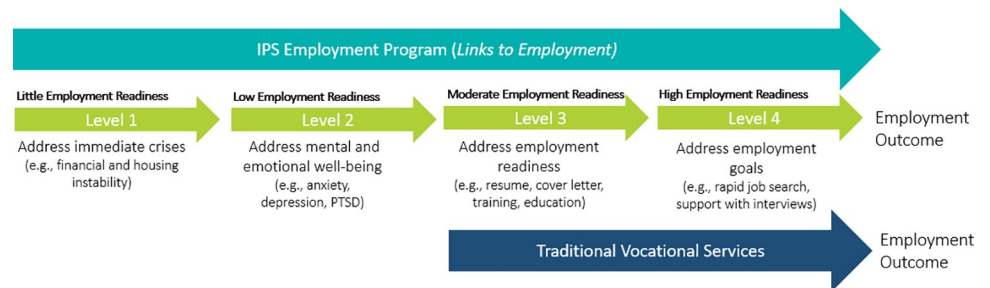 IPS Employment Program (Links to Employment)
Little Employment Readiness
Level 1
Address immediate crises
(e.g., financial and housing
instability)
Low Employment Readiness
Level 2
Address mental and
emotional well-being
(e.g., anxiety,
depression, PTSD)
Moderate Employment Readiness
Level 3
Address employment
readiness
(e.g., resume, cover letter,
training, education)
High Employment Readiness
Level 4
Address employment
goals
(e.g., rapid job search,
support with interviews)
Employment
Outcome
Traditional Vocational Services
Employment
Outcome